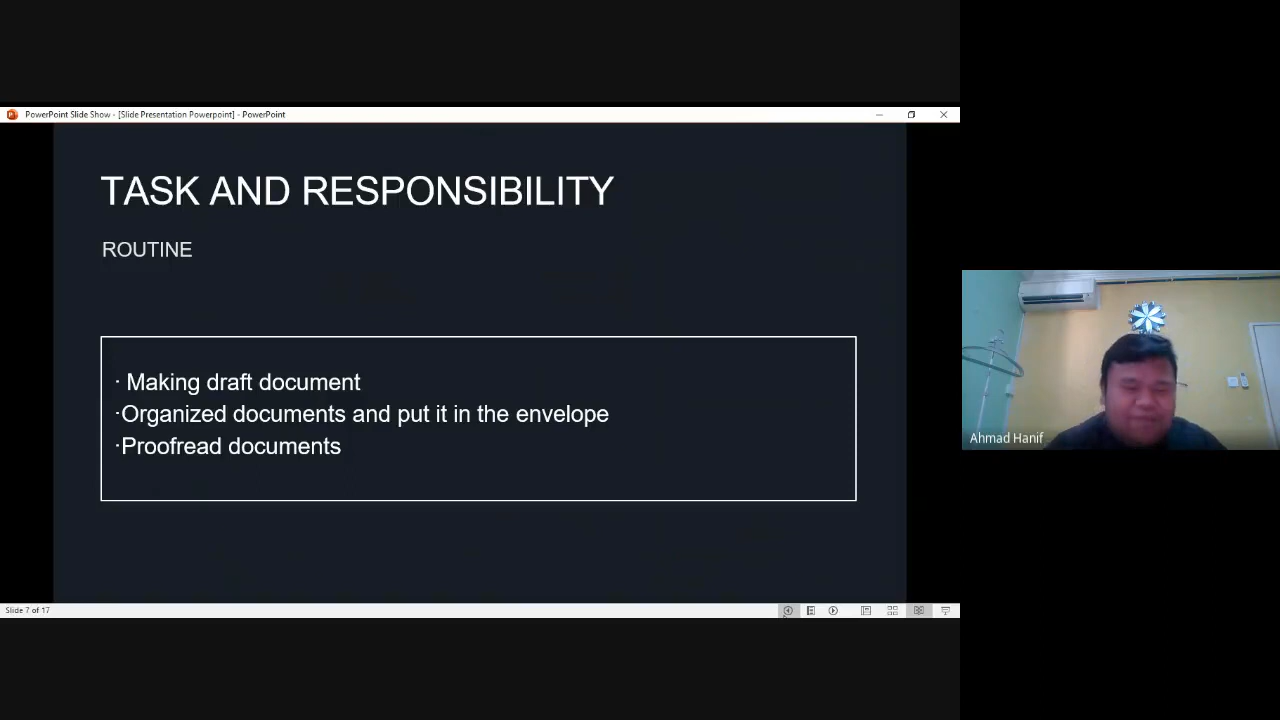 PowerPoint Slide Show - [Slide Presentation Powerpoint] - PowerPoint
TASK AND RESPONSIBILITY
ROUTINE
· Making draft document
·Organized documents and put it in the envelope
·Proofread documents
Ahmad Hanif
Slide 7 of 17